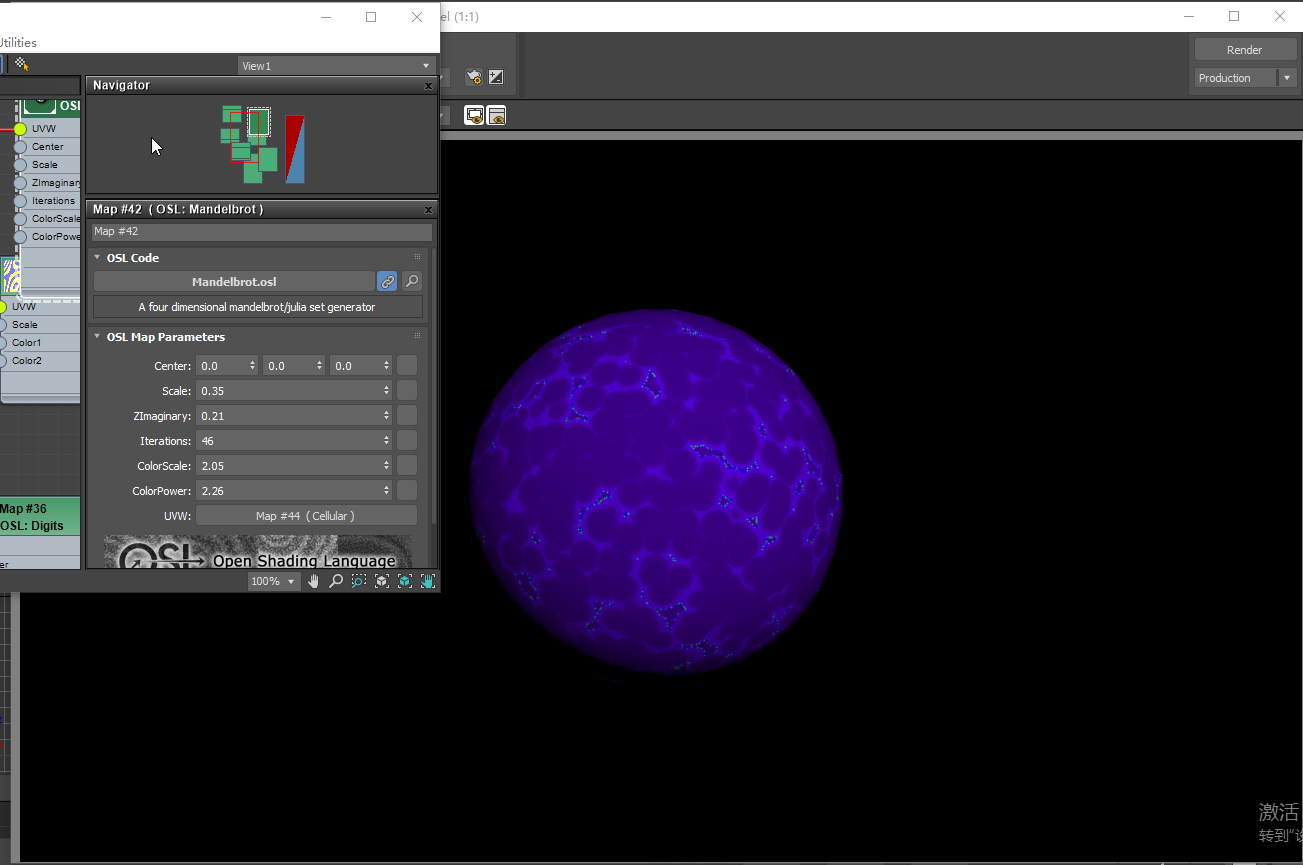 el (1:1)
Utilities
Render
View1
Production
Navigator
OSL
UVW
Center
Scale
ZImaginary
Iterations
ColorScale
ColorPower
Map #42 ( OSL: Mandelbrot )
Map #42
OSL Code
Mandelbrot.osl
A four dimensional mandelbrot/julia set generator
UVW
Scale
Color1
Color2
OSL Map Parameters
Center: 0.0 0.0 0.0
Scale: 0.35
ZImaginary: 0.21
Iterations: 46
ColorScale: 2.05
ColorPower: 2.26
UVW: Map #44 ( Cellular )
Map #36
OSL: Digits
er
OSL Open Shading Language
100%
激活
转到"设